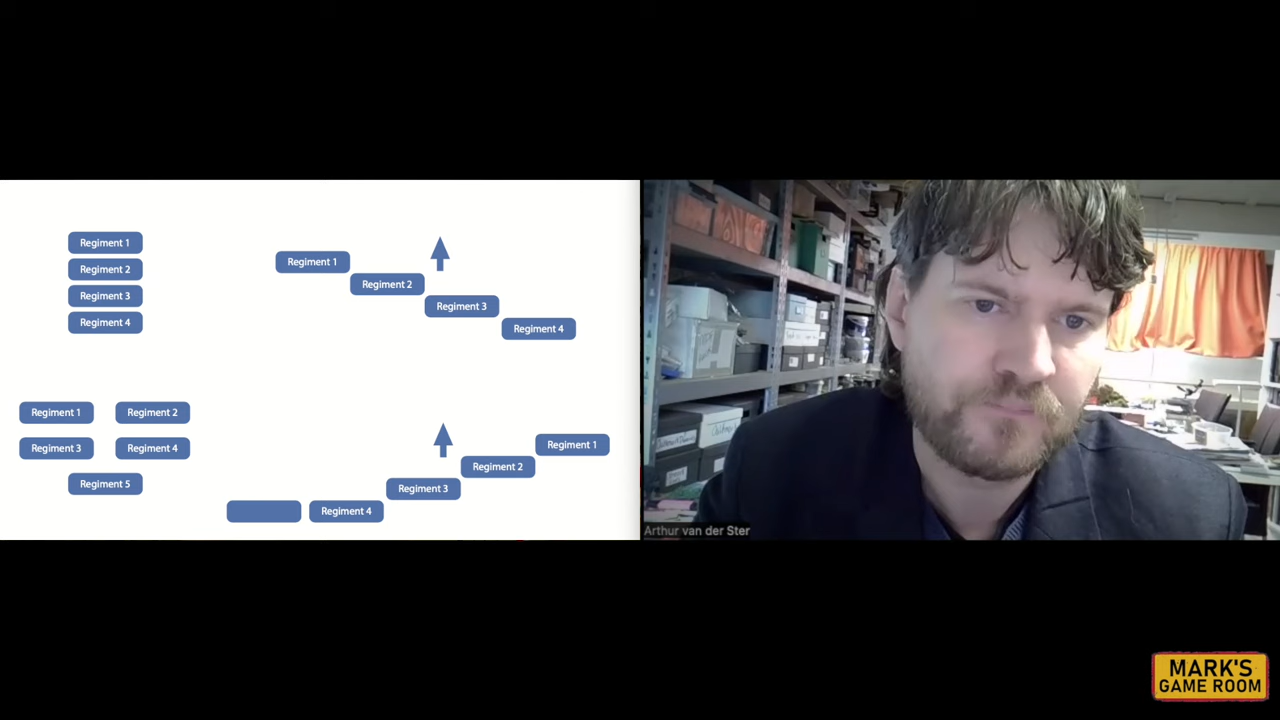 Regiment 1
Regiment 2
Regiment 3
Regiment 4
Regiment 1
Regiment 2
Regiment 3
Regiment 4
Regiment 1 Regiment 2
Regiment 3 Regiment 4
Regiment 5
Regiment 1
Regiment 2
Regiment 3
Regiment 4
Arthur van der Ster
MARK'S
GAME ROOM